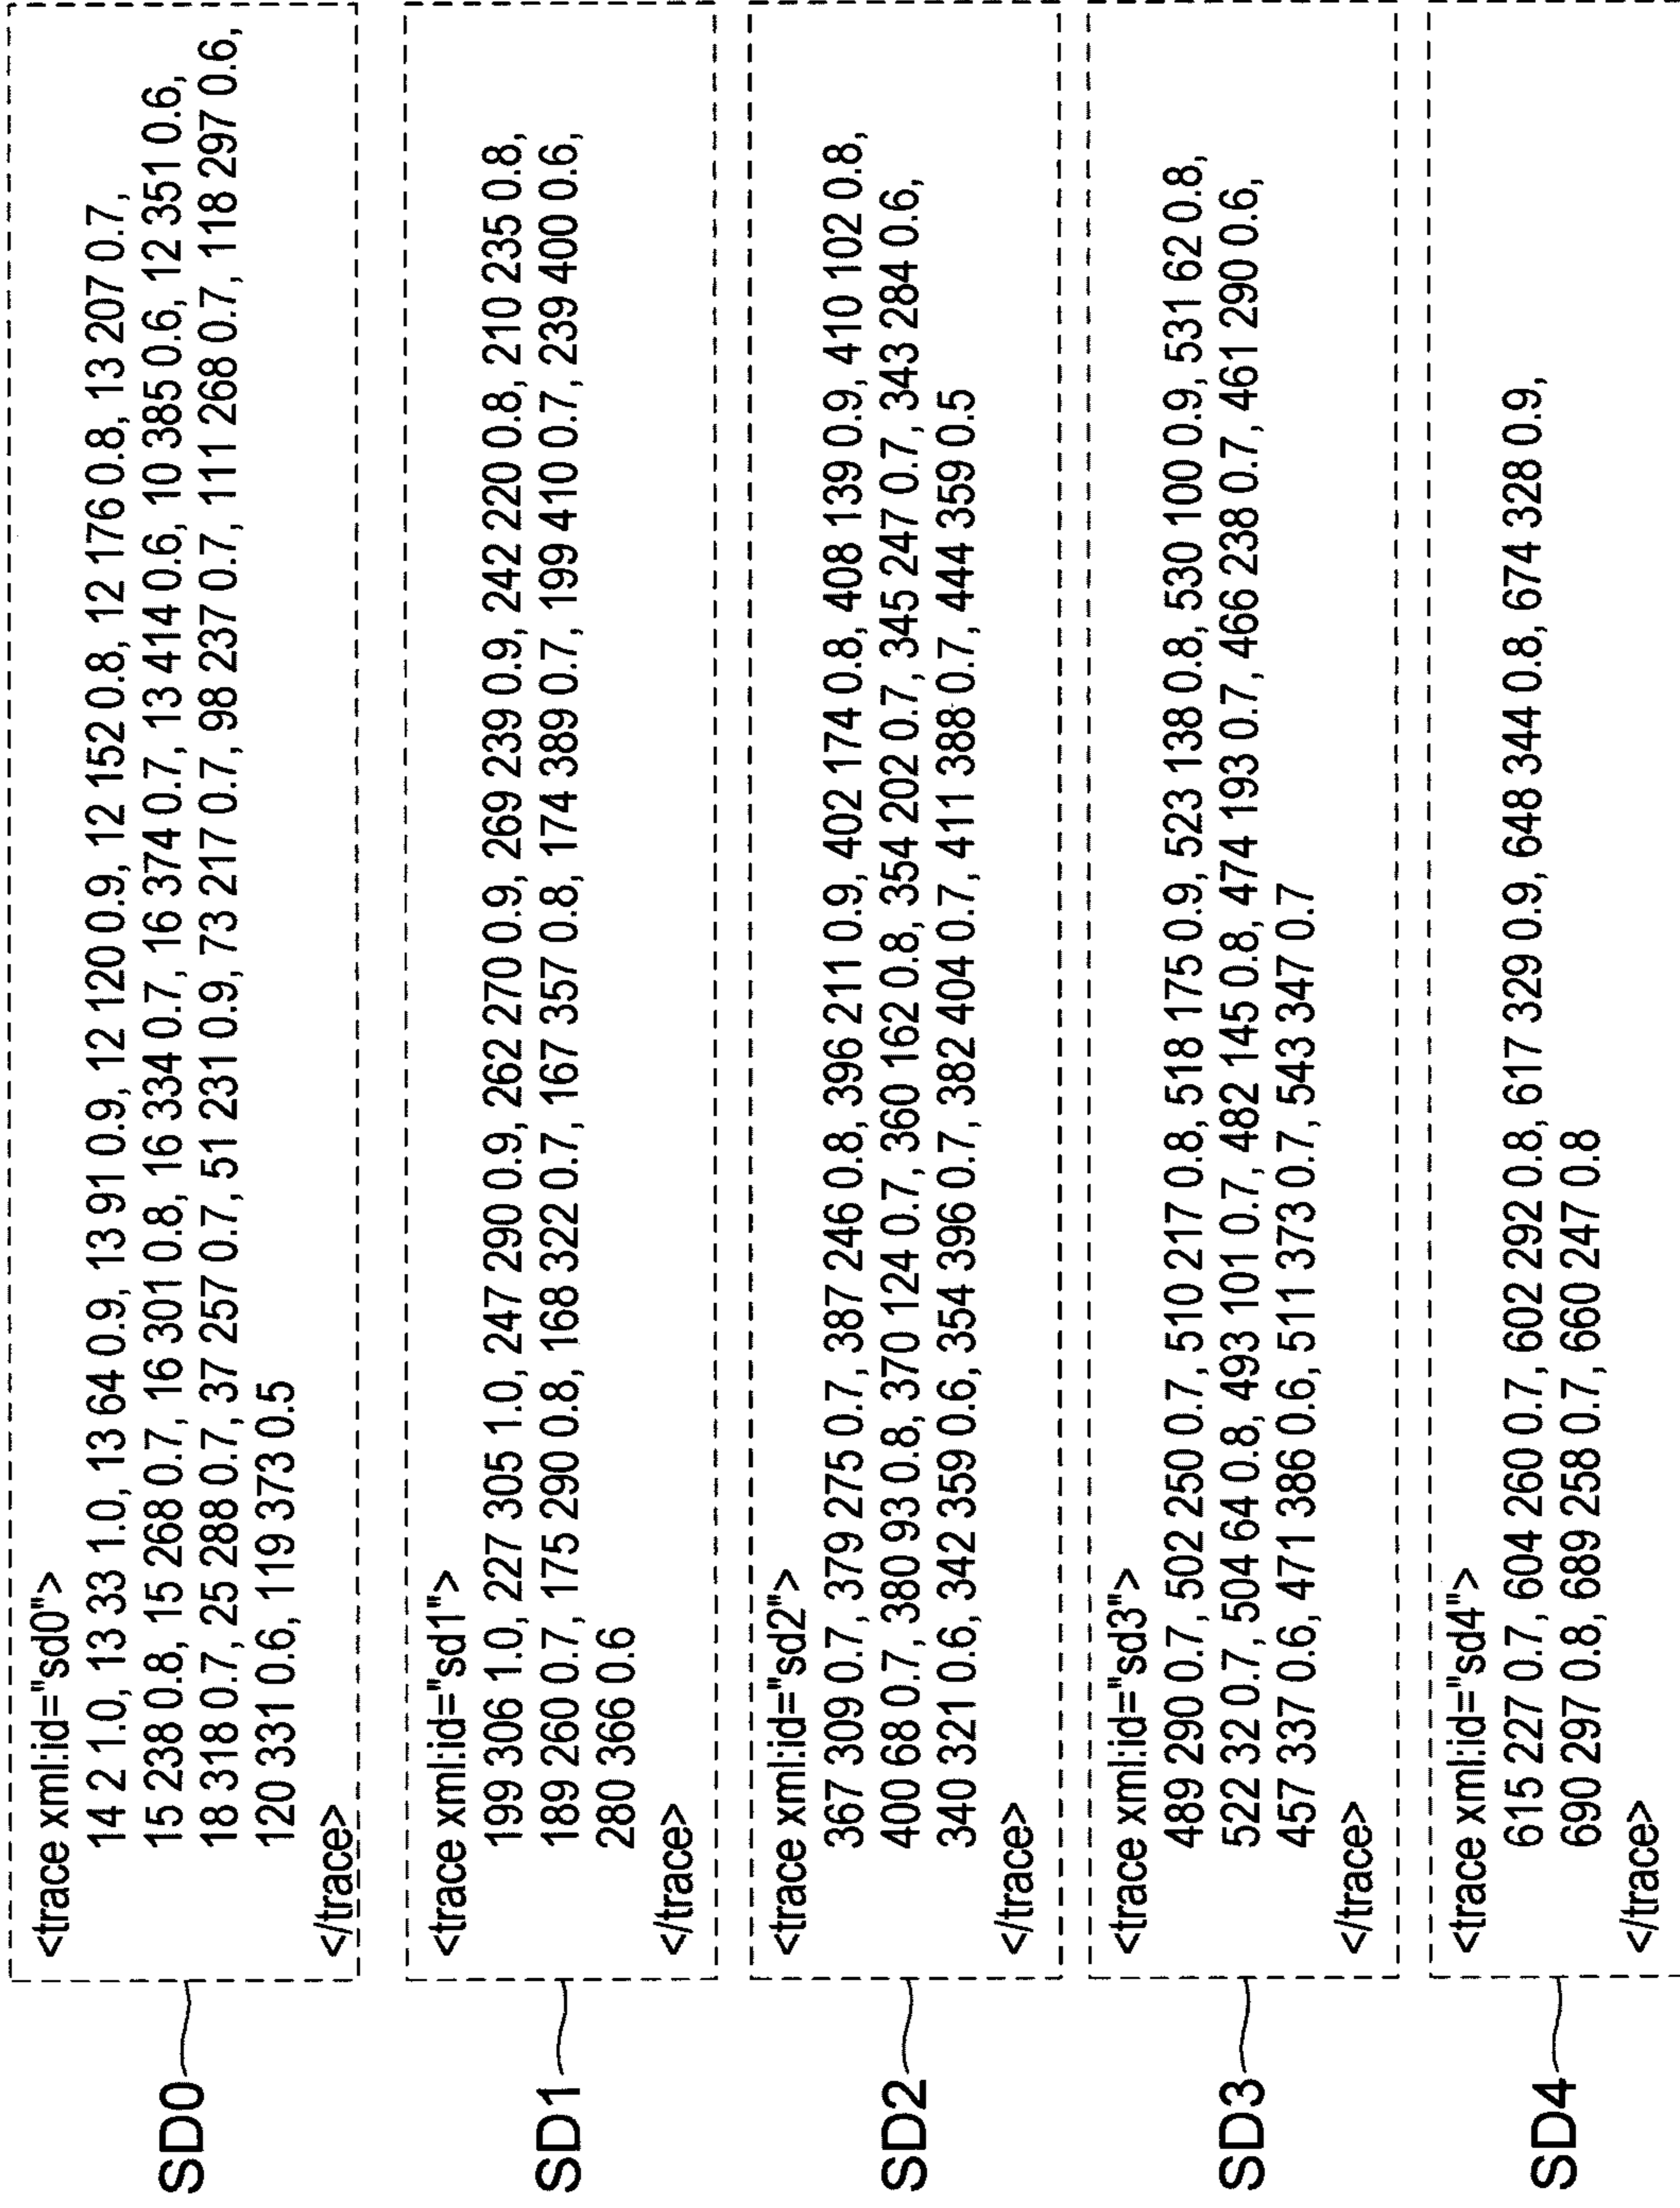 SD0
<trace xml:id="sd0">
14 2 1.0, 13 33 1.0, 13 64 0.9, 13 91 0.9, 12 120 0.9, 12 152 0.8, 12 176 0.8, 13 207 0.7,
15 238 0.8, 15 268 0.7, 16 301 0.8, 16 334 0.7, 16 374 0.7, 13 414 0.6, 10 385 0.6, 12 351 0.6,
18 318 0.7, 25 288 0.7, 37 257 0.7, 51 231 0.9, 73 217 0.7, 98 237 0.7, 111 268 0.7, 118 297 0.6,
120 331 0.6, 119 373 0.5
</trace>
SD1
<trace xml:id="sd1">
199 306 1.0, 227 305 1.0, 247 290 0.9, 262 270 0.9, 269 239 0.9, 242 220 0.8, 210 235 0.8,
189 260 0.7, 175 290 0.8, 168 322 0.7, 167 357 0.8, 174 389 0.7, 199 410 0.7, 239 400 0.6,
280 366 0.6
</trace>
SD2
<trace xml:id="sd2">
367 309 0.7, 379 275 0.7, 387 246 0.8, 396 211 0.9, 402 174 0.8, 408 139 0.9, 410 102 0.8,
400 68 0.7, 380 93 0.8, 370 124 0.7, 360 162 0.8, 354 202 0.7, 345 247 0.7, 343 284 0.6,
340 321 0.6, 342 359 0.6, 354 396 0.7, 382 404 0.7, 411 388 0.7, 444 359 0.5
</trace>
SD3
<trace xml:id="sd3">
489 290 0.7, 502 250 0.7, 510 217 0.8, 518 175 0.9, 523 138 0.8, 530 100 0.9, 531 62 0.8,
522 32 0.7, 504 64 0.8, 493 101 0.7, 482 145 0.8, 474 193 0.7, 466 238 0.7, 461 290 0.6,
457 337 0.6, 471 386 0.6, 511 373 0.7, 543 347 0.7
</trace>
SD4
<trace xml:id="sd4">
615 227 0.7, 604 260 0.7, 602 292 0.8, 617 329 0.9, 648 344 0.8, 674 328 0.9,
690 297 0.8, 689 258 0.7, 660 247 0.8
</trace>